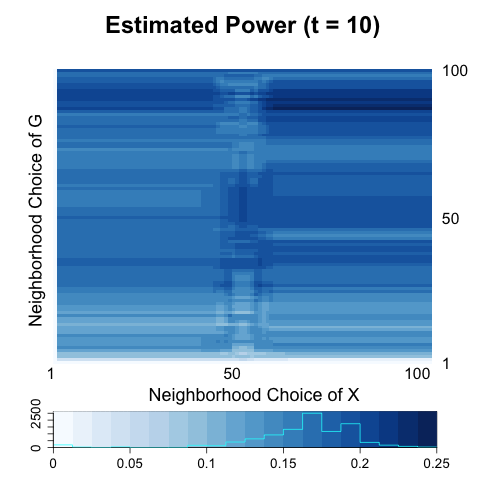 Estimated Power (t = 10)
Neighborhood Choice of G
100
50
1
1 50 100
Neighborhood Choice of X
0 2500
0 0.05 0.1 0.15 0.2 0.25